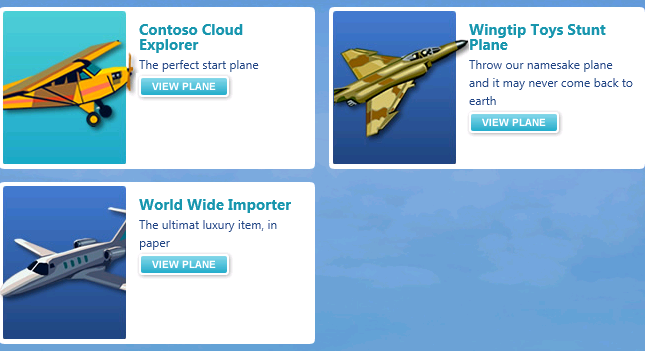 Contoso Cloud
Explorer
The perfect start plane
VIEW PLANE
Wingtip Toys Stunt
Plane
Throw our namesake plane
and it may never come back to
earth
VIEW PLANE
World Wide Importer
The ultimat luxury item, in
paper
VIEW PLANE